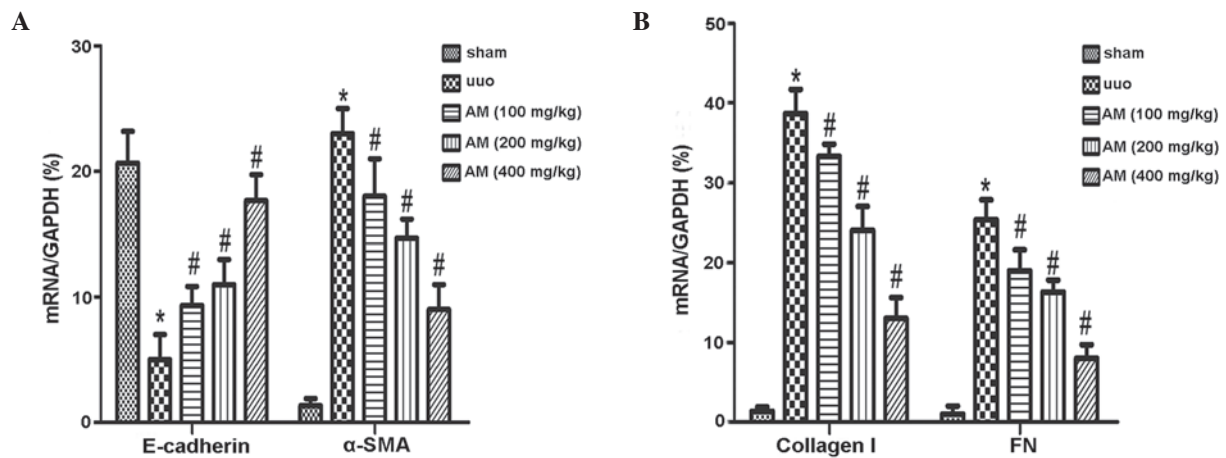 A
mRNA/GAPDH (%)
30
20
10
0
sham
uuo
AM (100 mg/kg)
AM (200 mg/kg)
AM (400 mg/kg)
*
#
#
#
*
#
#
#
E-cadherin
α-SMA
B
mRNA/GAPDH (%)
50
40
30
20
10
0
sham
uuo
AM (100 mg/kg)
AM (200 mg/kg)
AM (400 mg/kg)
*
#
#
#
*
#
#
#
Collagen I
FN